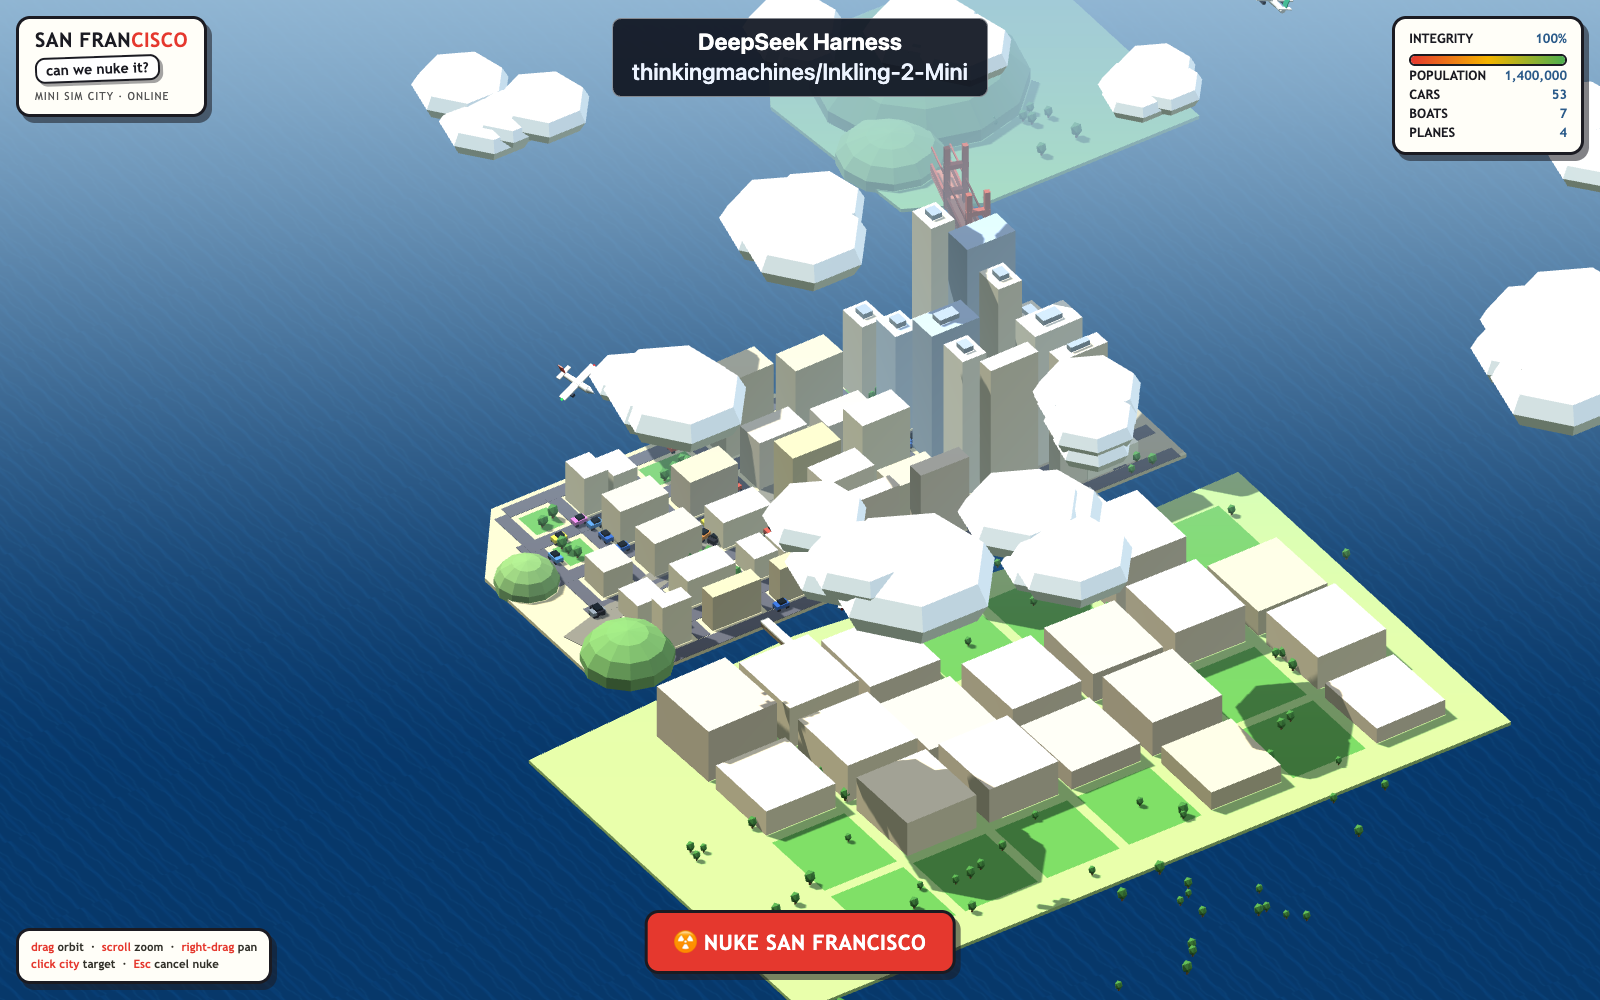 SAN FRANCISCO
can we nuke it?
MINI SIM CITY · ONLINE
DeepSeek Harness
thinkingmachines/Inkling-2-Mini
INTEGRITY 100%
POPULATION 1,400,000
CARS 53
BOATS 7
PLANES 4
drag orbit · scroll zoom · right-drag pan
click city target · Esc cancel nuke
☢ NUKE SAN FRANCISCO